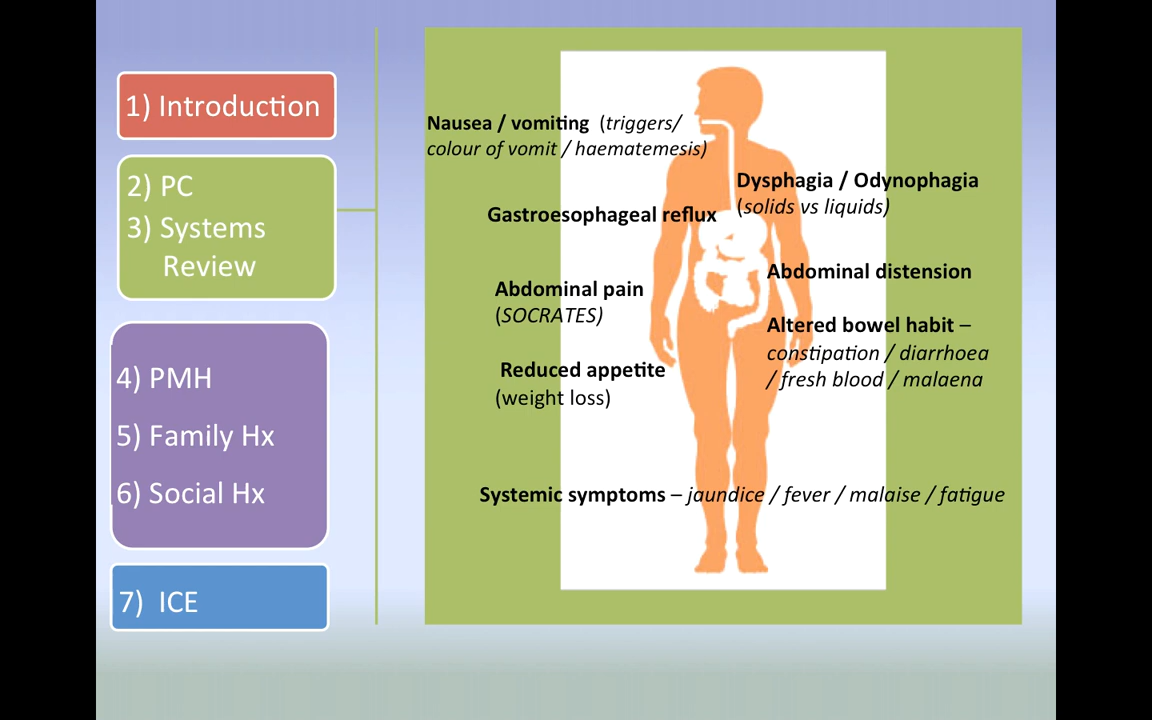 1) Introduction
2) PC
3) Systems
Review
4) PMH
5) Family Hx
6) Social Hx
7) ICE
Nausea / vomiting (triggers/
colour of vomit / haematemesis)
Dysphagia / Odynophagia
(solids vs liquids)
Gastroesophageal reflux
Abdominal distension
Abdominal pain
(SOCRATES)
Altered bowel habit –
constipation / diarrhoea
/ fresh blood / malaena
Reduced appetite
(weight loss)
Systemic symptoms – jaundice / fever / malaise / fatigue